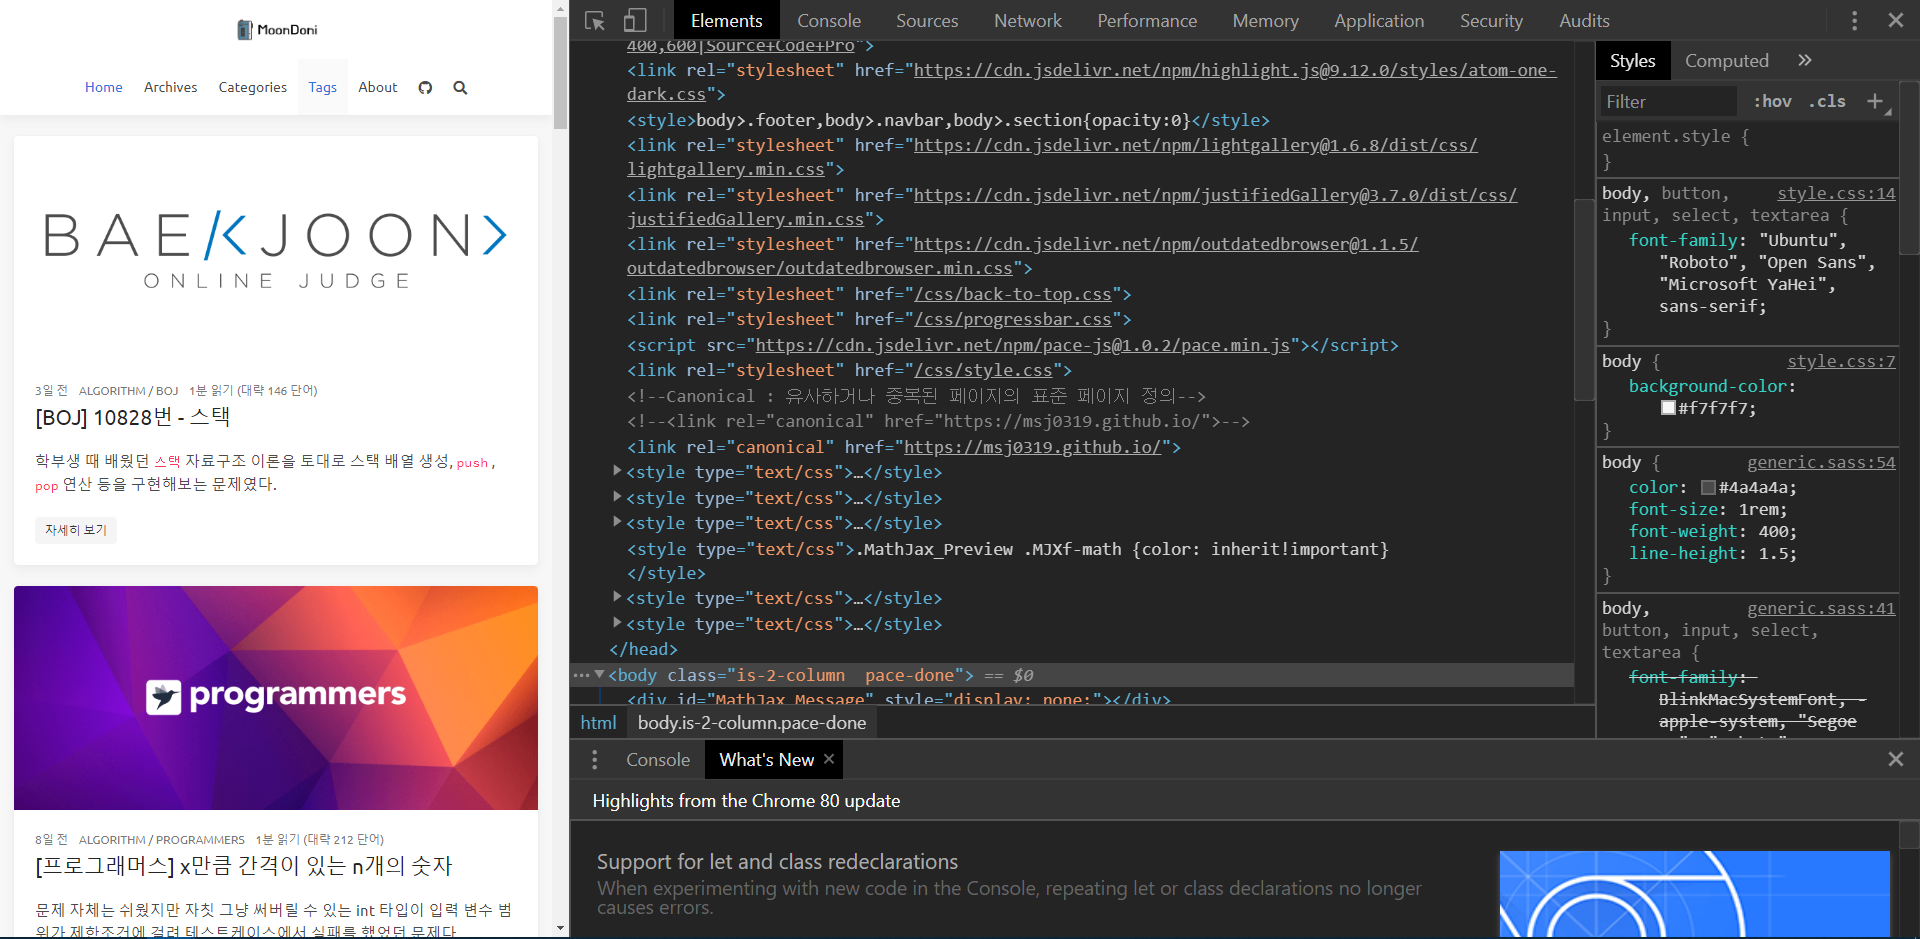 MoonDoni
Home Archives Categories Tags About
BAEKJOON>
ONLINE JUDGE
3일 전 ALGORITHM / BOJ 1분 읽기 (대략 146 단어)
[BOJ] 10828번 - 스택
학부생 때 배웠던 스택 자료구조 이론을 토대로 스택 배열 생성, push ,
pop 연산 등을 구현해보는 문제였다.
자세히 보기
programmers
8일 전 ALGORITHM / PROGRAMMERS 1분 읽기 (대략 212 단어)
[프로그래머스] x만큼 간격이 있는 n개의 숫자
문제 자체는 쉬웠지만 자칫 그냥 써버릴 수 있는 int 타입이 입력 변수 범
위가 제한조건에 걸려 테스트케이스에서 실패를 했었던 문제다
Elements Console Sources Network Performance Memory Application Security Audits
400,600|Source+Code+Pro">
<link rel="stylesheet" href="https://cdn.jsdelivr.net/npm/highlight.js@9.12.0/styles/atom-one-
dark.css">
<style>body>.footer,body>.navbar,body>.section{opacity:0}</style>
<link rel="stylesheet" href="https://cdn.jsdelivr.net/npm/lightgallery@1.6.8/dist/css/
lightgallery.min.css">
<link rel="stylesheet" href="https://cdn.jsdelivr.net/npm/justifiedGallery@3.7.0/dist/css/
justifiedGallery.min.css">
<link rel="stylesheet" href="https://cdn.jsdelivr.net/npm/outdatedbrowser@1.1.5/
outdatedbrowser/outdatedbrowser.min.css">
<link rel="stylesheet" href="/css/back-to-top.css">
<link rel="stylesheet" href="/css/progressbar.css">
<script src="https://cdn.jsdelivr.net/npm/pace-js@1.0.2/pace.min.js"></script>
<link rel="stylesheet" href="/css/style.css">
<!--Canonical : 유사하거나 중복된 페이지의 표준 페이지 정의-->
<!--<link rel="canonical" href="https://msj0319.github.io/">-->
<link rel="canonical" href="https://msj0319.github.io/">
<style type="text/css">…</style>
<style type="text/css">…</style>
<style type="text/css">…</style>
<style type="text/css">.MathJax_Preview .MJXf-math {color: inherit!important}
</style>
<style type="text/css">…</style>
<style type="text/css">…</style>
</head>
<body class="is-2-column  pace-done"> == $0
<div id="MathJax_Message" style="display: none;"></div>
html body.is-2-column.pace-done
Styles Computed »
Filter :hov .cls +
element.style {
}
body, button, style.css:14
input, select, textarea {
font-family: "Ubuntu",
"Roboto", "Open Sans",
"Microsoft YaHei",
sans-serif;
}
body { style.css:7
background-color:
#f7f7f7;
}
body { generic.sass:54
color: #4a4a4a;
font-size: 1rem;
font-weight: 400;
line-height: 1.5;
}
body, generic.sass:41
button, input, select,
textarea {
font-family:
BlinkMacSystemFont, -
apple-system, "Segoe
Console What's New
Highlights from the Chrome 80 update
Support for let and class redeclarations
When experimenting with new code in the Console, repeating let or class declarations no longer
causes errors.